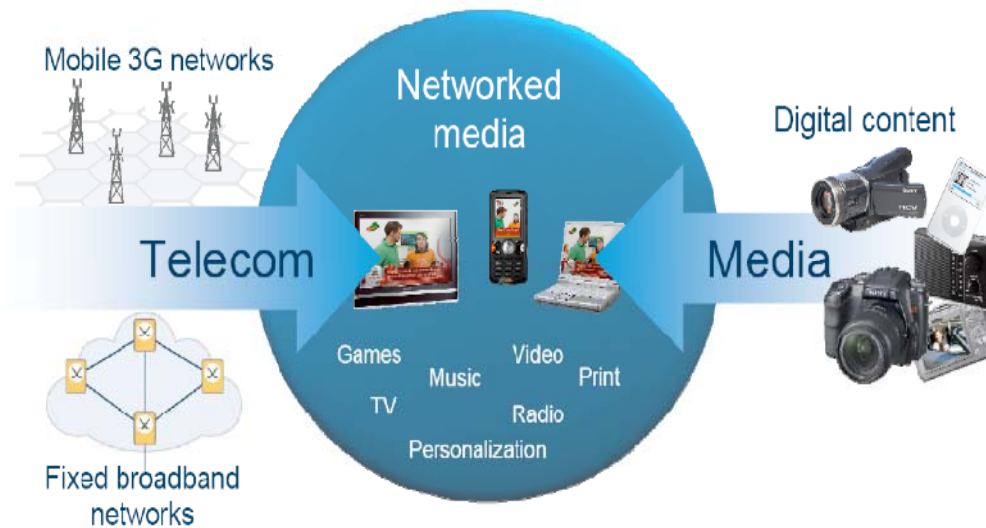 Mobile 3G networks
Networked
media
Digital content
Telecom
Media
Games
Video
Music
Print
TV
Radio
Personalization
Fixed broadband
networks
SONY